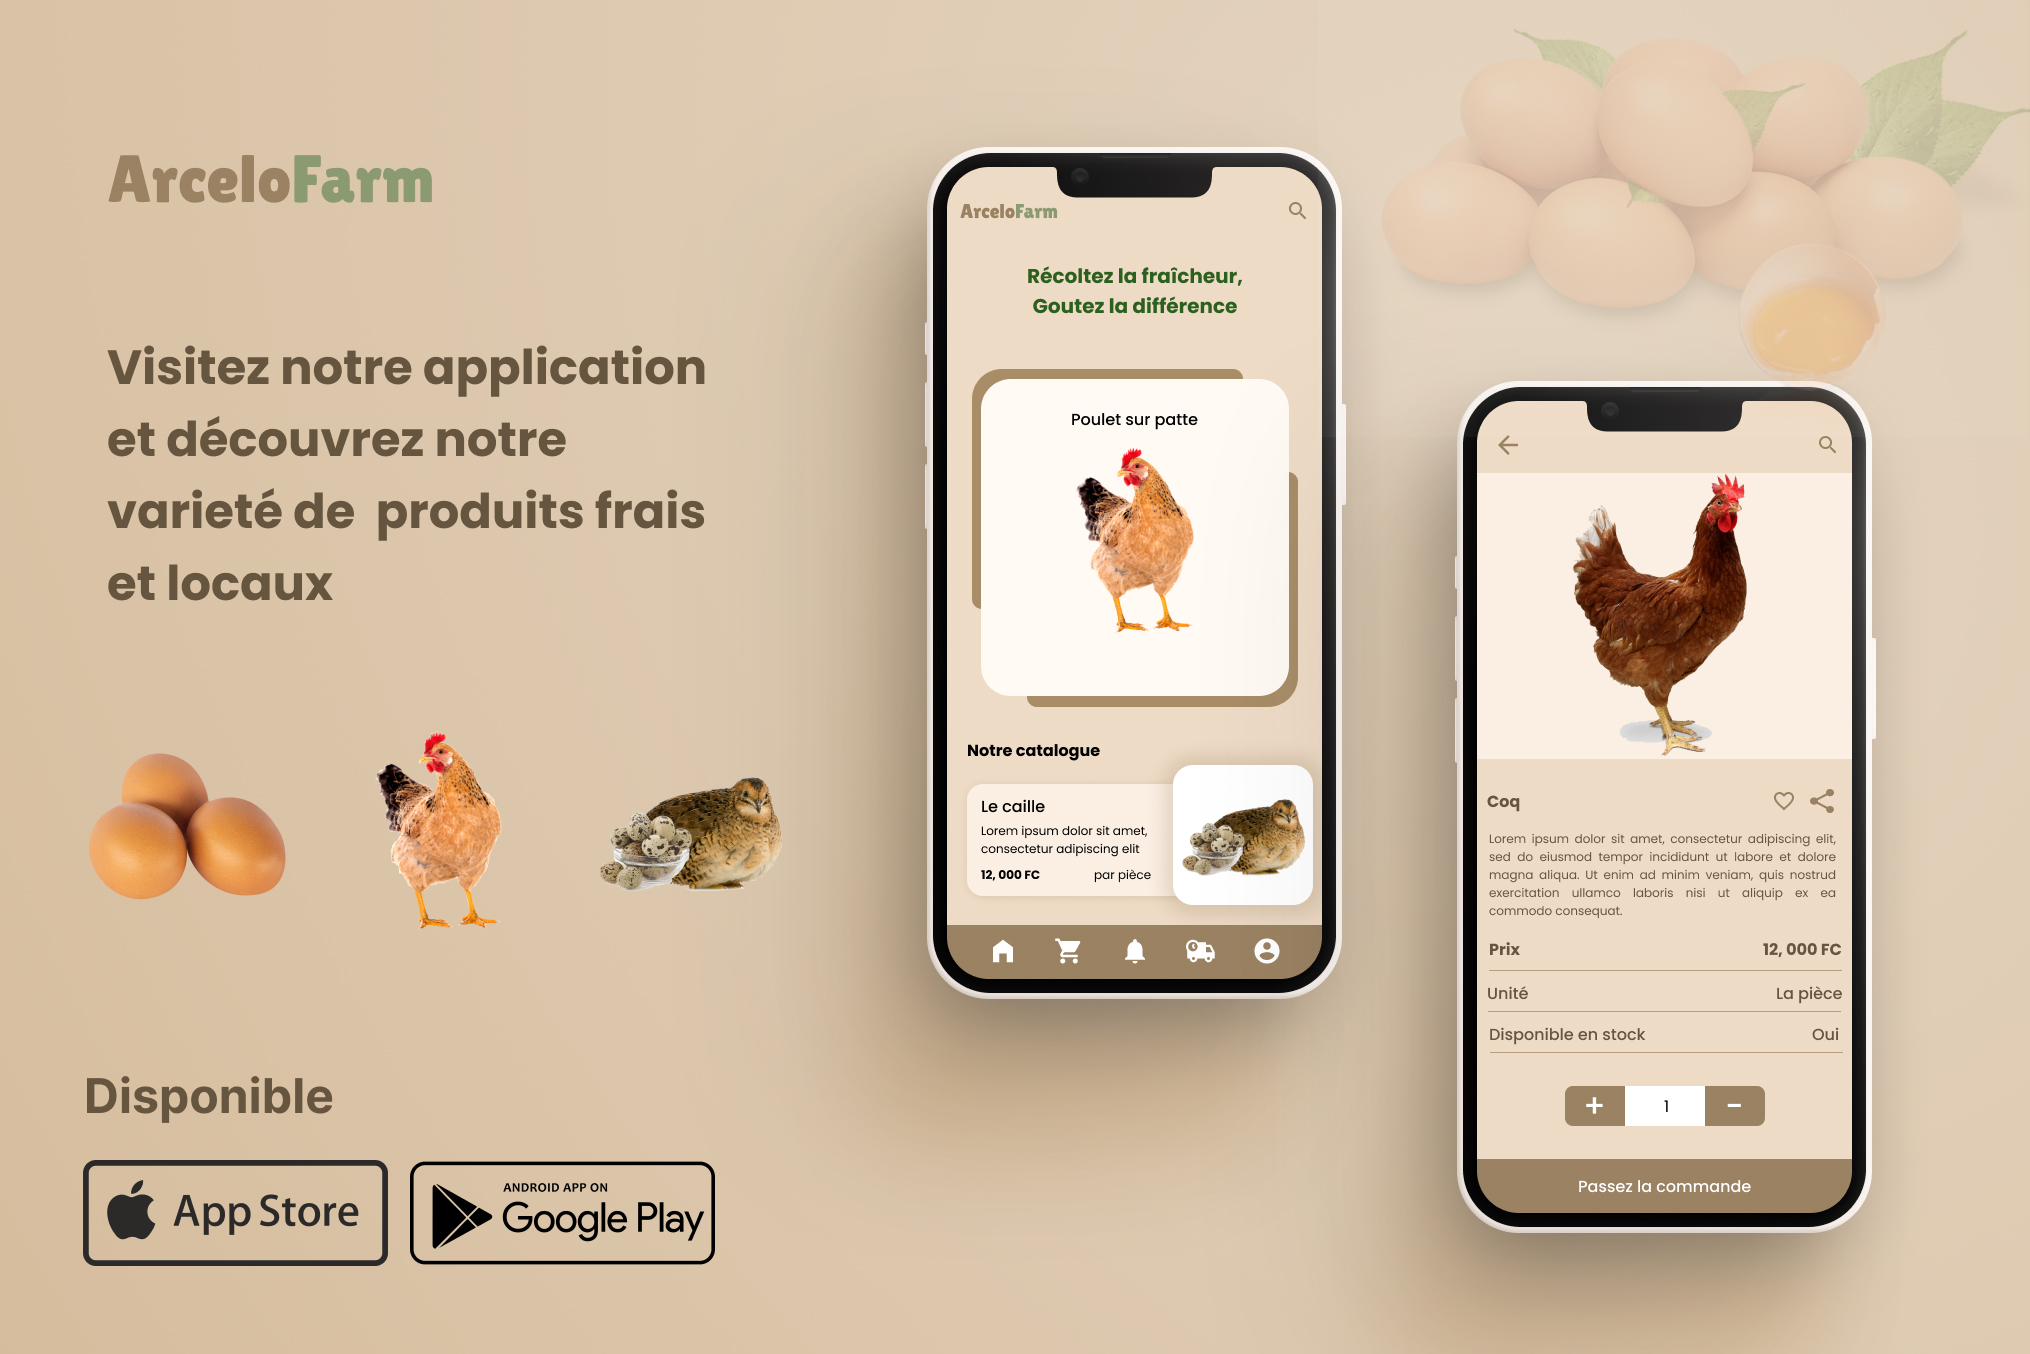 ArceloFarm
Visitez notre application
et découvrez notre
varieté de produits frais
et locaux
Disponible
App Store
ANDROID APP ON
Google Play
ArceloFarm
Récoltez la fraîcheur,
Goutez la différence
Poulet sur patte
Notre catalogue
Le caille
Lorem ipsum dolor sit amet,
consectetur adipiscing elit
12, 000 FC par pièce
Coq
Lorem ipsum dolor sit amet, consectetur adipiscing elit,
sed do eiusmod tempor incididunt ut labore et dolore
magna aliqua. Ut enim ad minim veniam, quis nostrud
exercitation ullamco laboris nisi ut aliquip ex ea
commodo consequat.
Prix 12, 000 FC
Unité La pièce
Disponible en stock Oui
+ 1 -
Passez la commande